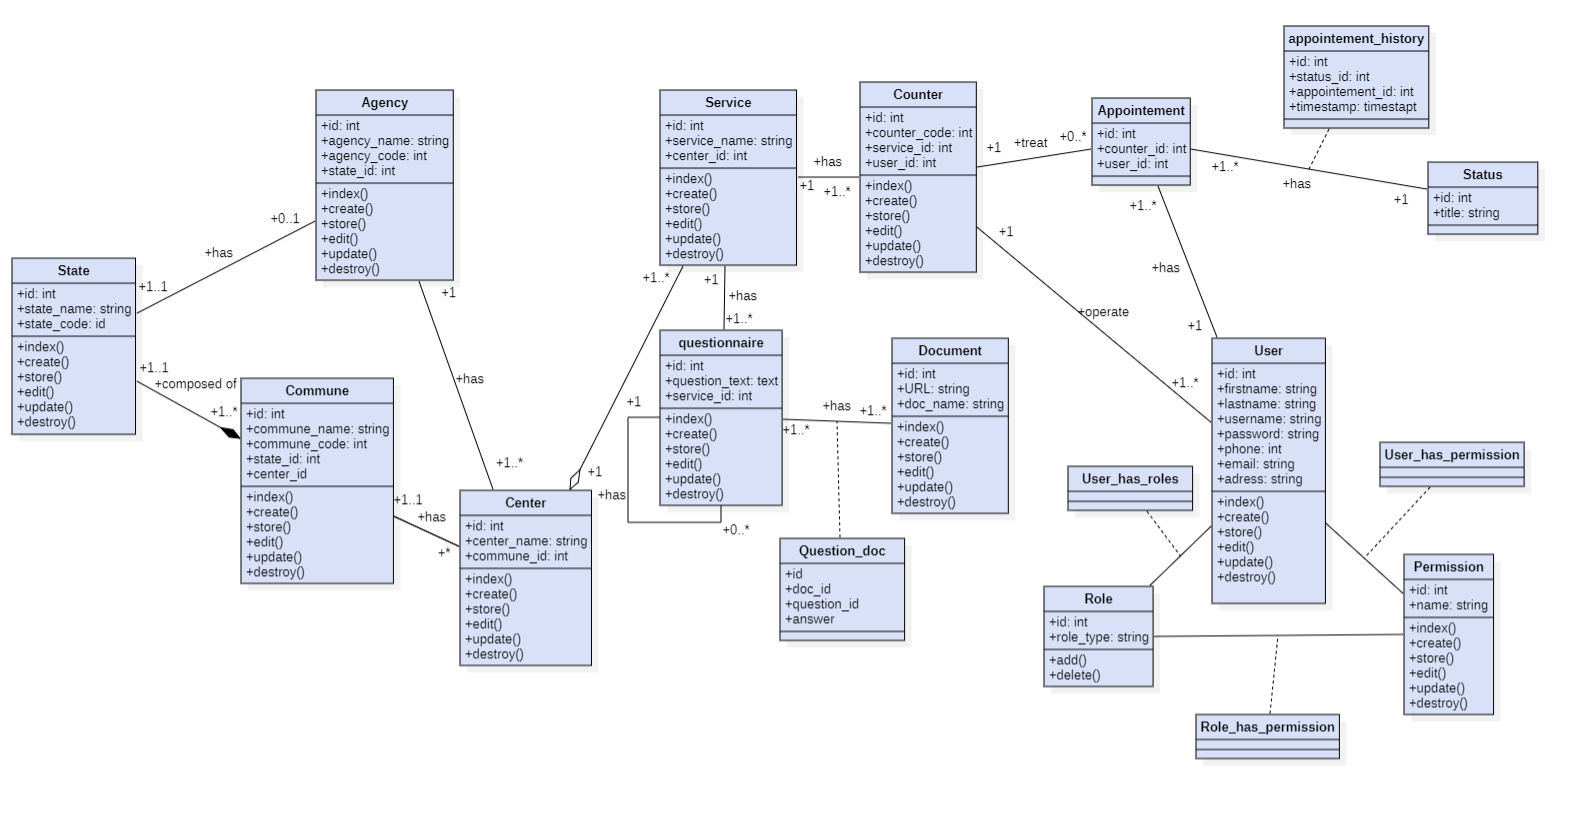 appointement_history
+id: int
+status_id: int
+appointement_id: int
+timestamp: timestapt
Agency
+id: int
+agency_name: string
+agency_code: int
+state_id: int
+index()
+create()
+store()
+edit()
+update()
+destroy()
Service
+id: int
+service_name: string
+center_id: int
+index()
+create()
+store()
+edit()
+update()
+destroy()
Counter
+id: int
+counter_code: int
+service_id: int
+user_id: int
+index()
+create()
+store()
+edit()
+update()
+destroy()
Appointement
+id: int
+counter_id: int
+user_id: int
Status
+id: int
+title: string
+has
+1
+1..*
+1
+treat
+0..*
+1..*
+has
+1
+0..1
+has
+1..1
State
+id: int
+state_name: string
+state_code: id
+index()
+create()
+store()
+edit()
+update()
+destroy()
+1..1
+composed of
+1..*
Commune
+id: int
+commune_name: string
+commune_code: int
+state_id: int
+center_id
+index()
+create()
+store()
+edit()
+update()
+destroy()
+1
+has
+1..*
+1..1
+has
+*
Center
+id: int
+center_name: string
+commune_id: int
+index()
+create()
+store()
+edit()
+update()
+destroy()
+1..*
+1
+1
+has
+1..*
questionnaire
+id: int
+question_text: text
+service_id: int
+index()
+create()
+store()
+edit()
+update()
+destroy()
+1
+has
+0..*
+has
+1..*
+1..*
Document
+id: int
+URL: string
+doc_name: string
+index()
+create()
+store()
+edit()
+update()
+destroy()
Question_doc
+id
+doc_id
+question_id
+answer
+1
+operate
+1..*
+1..*
+has
+1
User
+id: int
+firstname: string
+lastname: string
+username: string
+password: string
+phone: int
+email: string
+adress: string
+index()
+create()
+store()
+edit()
+update()
+destroy()
User_has_roles
User_has_permission
Role
+id: int
+role_type: string
+add()
+delete()
Permission
+id: int
+name: string
+index()
+create()
+store()
+edit()
+update()
+destroy()
Role_has_permission